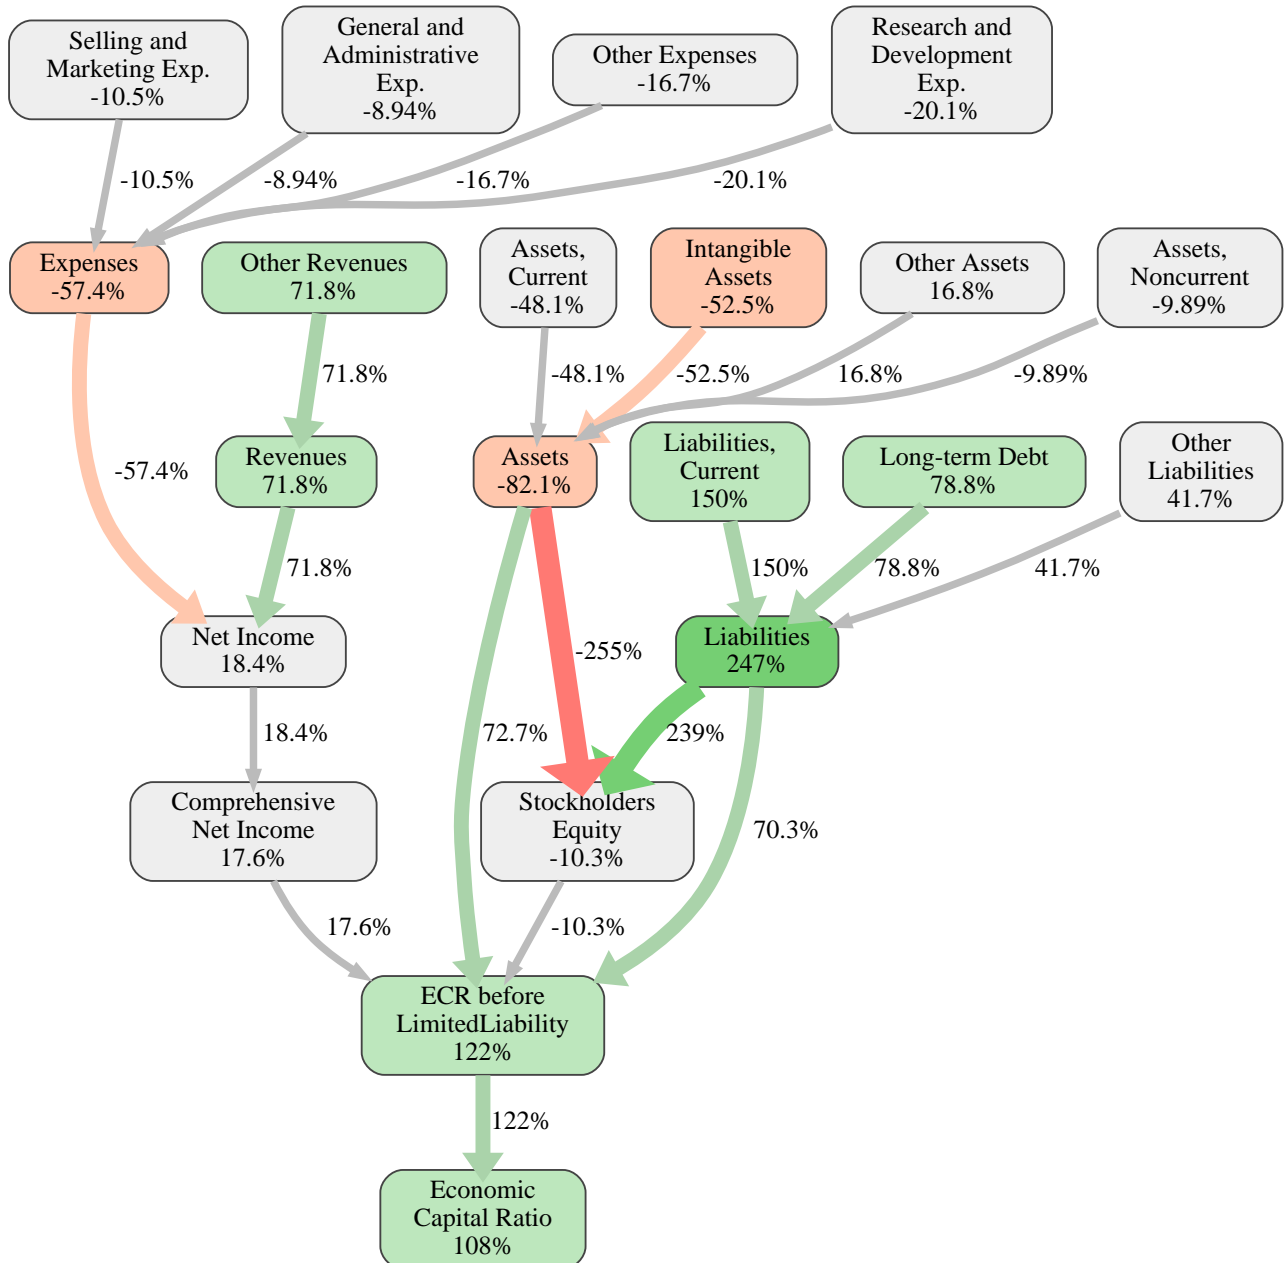 Selling and
Marketing Exp.
-10.5%
General and
Administrative
Exp.
-8.94%
Other Expenses
-16.7%
Research and
Development
Exp.
-20.1%
-10.5%
-8.94%
-16.7%
-20.1%
Expenses
-57.4%
Other Revenues
71.8%
Assets,
Current
-48.1%
Intangible
Assets
-52.5%
Other Assets
16.8%
Assets,
Noncurrent
-9.89%
71.8%
-48.1%
-52.5%
16.8%
-9.89%
Revenues
71.8%
Assets
-82.1%
Liabilities,
Current
150%
Long-term Debt
78.8%
Other
Liabilities
41.7%
-57.4%
71.8%
150%
78.8%
41.7%
Net Income
18.4%
-255%
Liabilities
247%
18.4%
72.7%
239%
Comprehensive
Net Income
17.6%
Stockholders
Equity
-10.3%
70.3%
17.6%
-10.3%
ECR before
LimitedLiability
122%
122%
Economic
Capital Ratio
108%